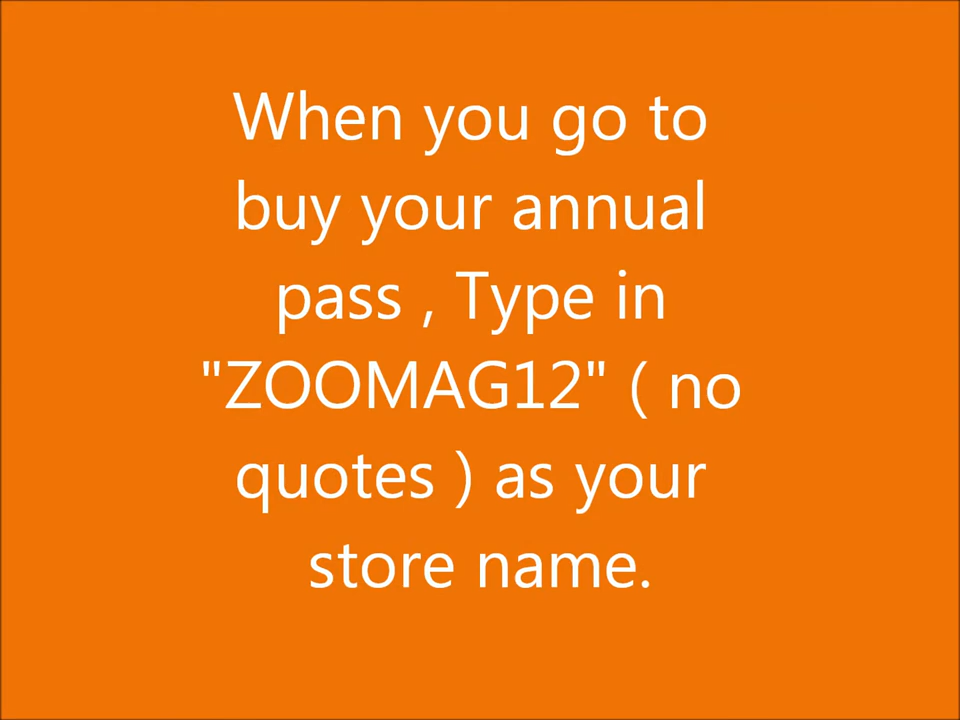 When you go to
buy your annual
pass , Type in
"ZOOMAG12" ( no
quotes ) as your
store name.